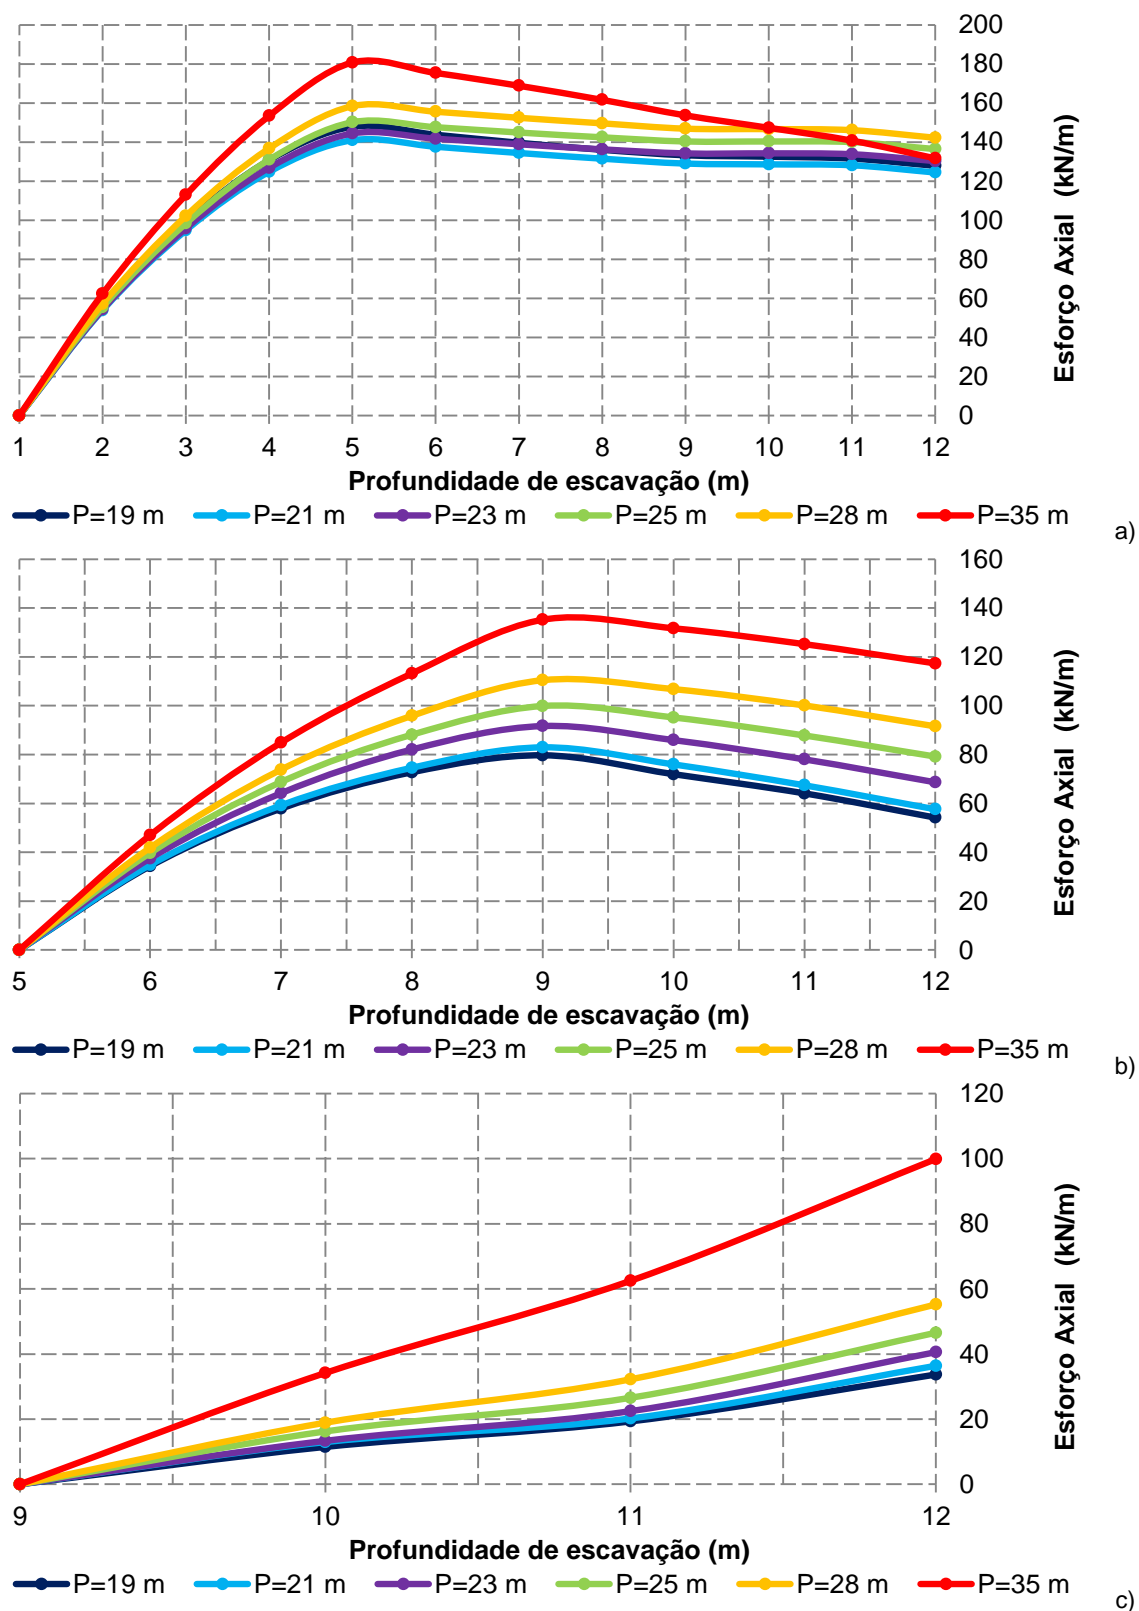 200
180
160
140
120
100
80
60
40
20
0
Esforço Axial (kN/m)
1 2 3 4 5 6 7 8 9 10 11 12
Profundidade de escavação (m)
P=19 m P=21 m P=23 m P=25 m P=28 m P=35 m
a)
160
140
120
100
80
60
40
20
0
Esforço Axial (kN/m)
5 6 7 8 9 10 11 12
Profundidade de escavação (m)
P=19 m P=21 m P=23 m P=25 m P=28 m P=35 m
b)
120
100
80
60
40
20
0
Esforço Axial (kN/m)
9 10 11 12
Profundidade de escavação (m)
P=19 m P=21 m P=23 m P=25 m P=28 m P=35 m
c)